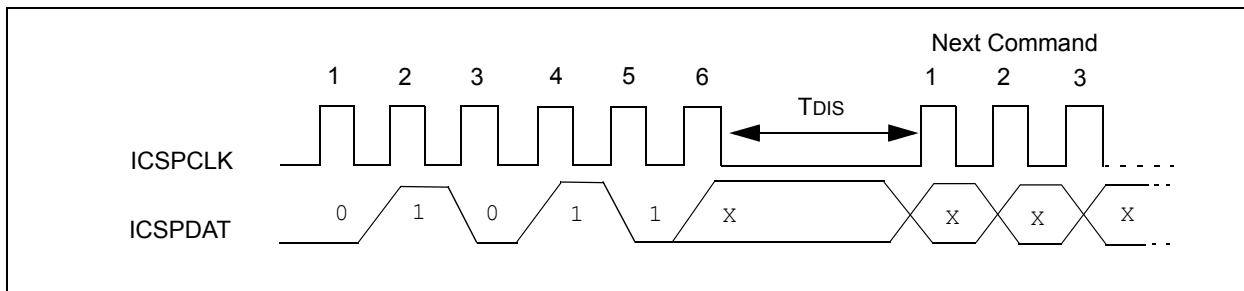 Next Command
1 2 3 4 5 6 TDIS 1 2 3
ICSPCLK
ICSPDAT 0 1 0 1 1 X X X X